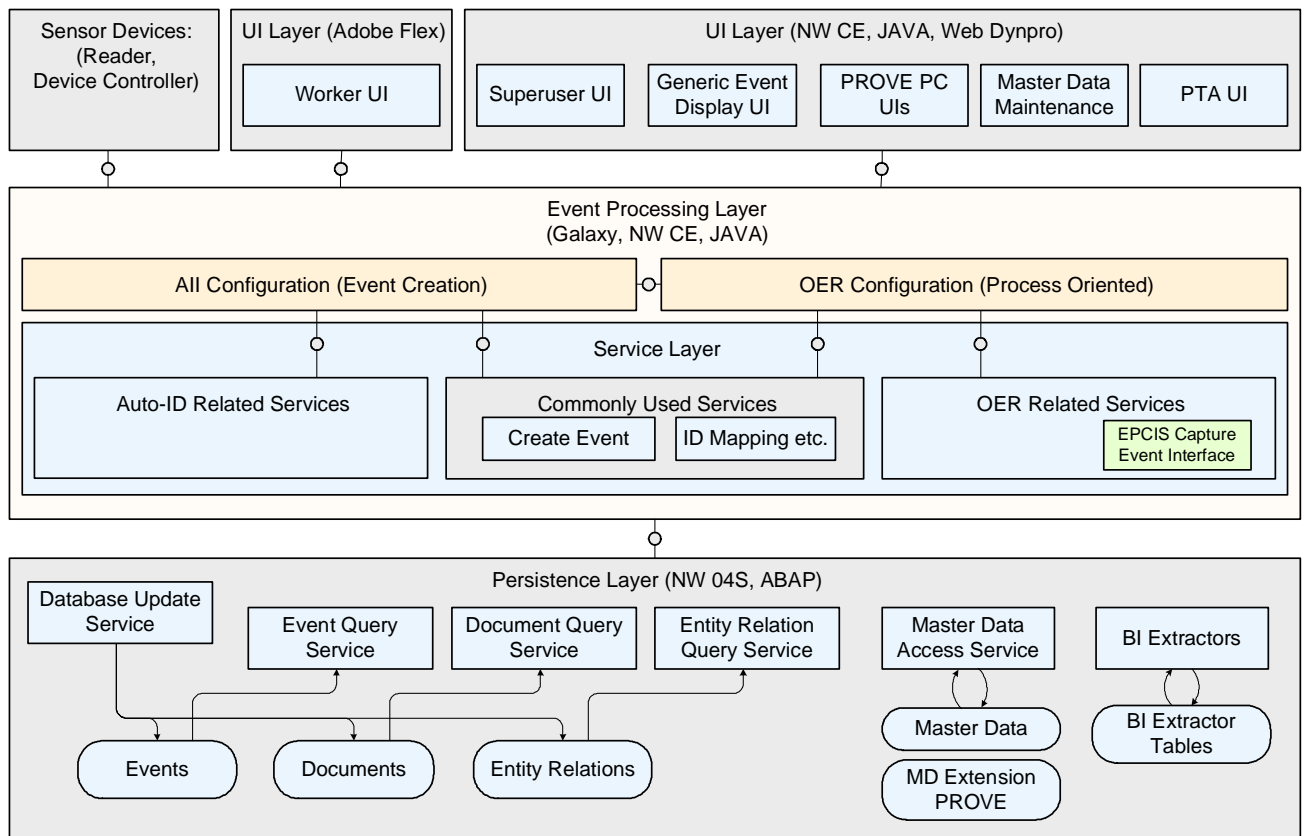 Sensor Devices:
(Reader,
Device Controller)
UI Layer (Adobe Flex)
Worker UI
UI Layer (NW CE, JAVA, Web Dynpro)
Superuser UI
Generic Event
Display UI
PROVE PC
UIs
Master Data
Maintenance
PTA UI
Event Processing Layer
(Galaxy, NW CE, JAVA)
AII Configuration (Event Creation)
OER Configuration (Process Oriented)
Service Layer
Auto-ID Related Services
Commonly Used Services
Create Event
ID Mapping etc.
OER Related Services
EPCIS Capture
Event Interface
Persistence Layer (NW 04S, ABAP)
Database Update
Service
Event Query
Service
Document Query
Service
Entity Relation
Query Service
Master Data
Access Service
BI Extractors
Events
Documents
Entity Relations
Master Data
MD Extension
PROVE
BI Extractor
Tables